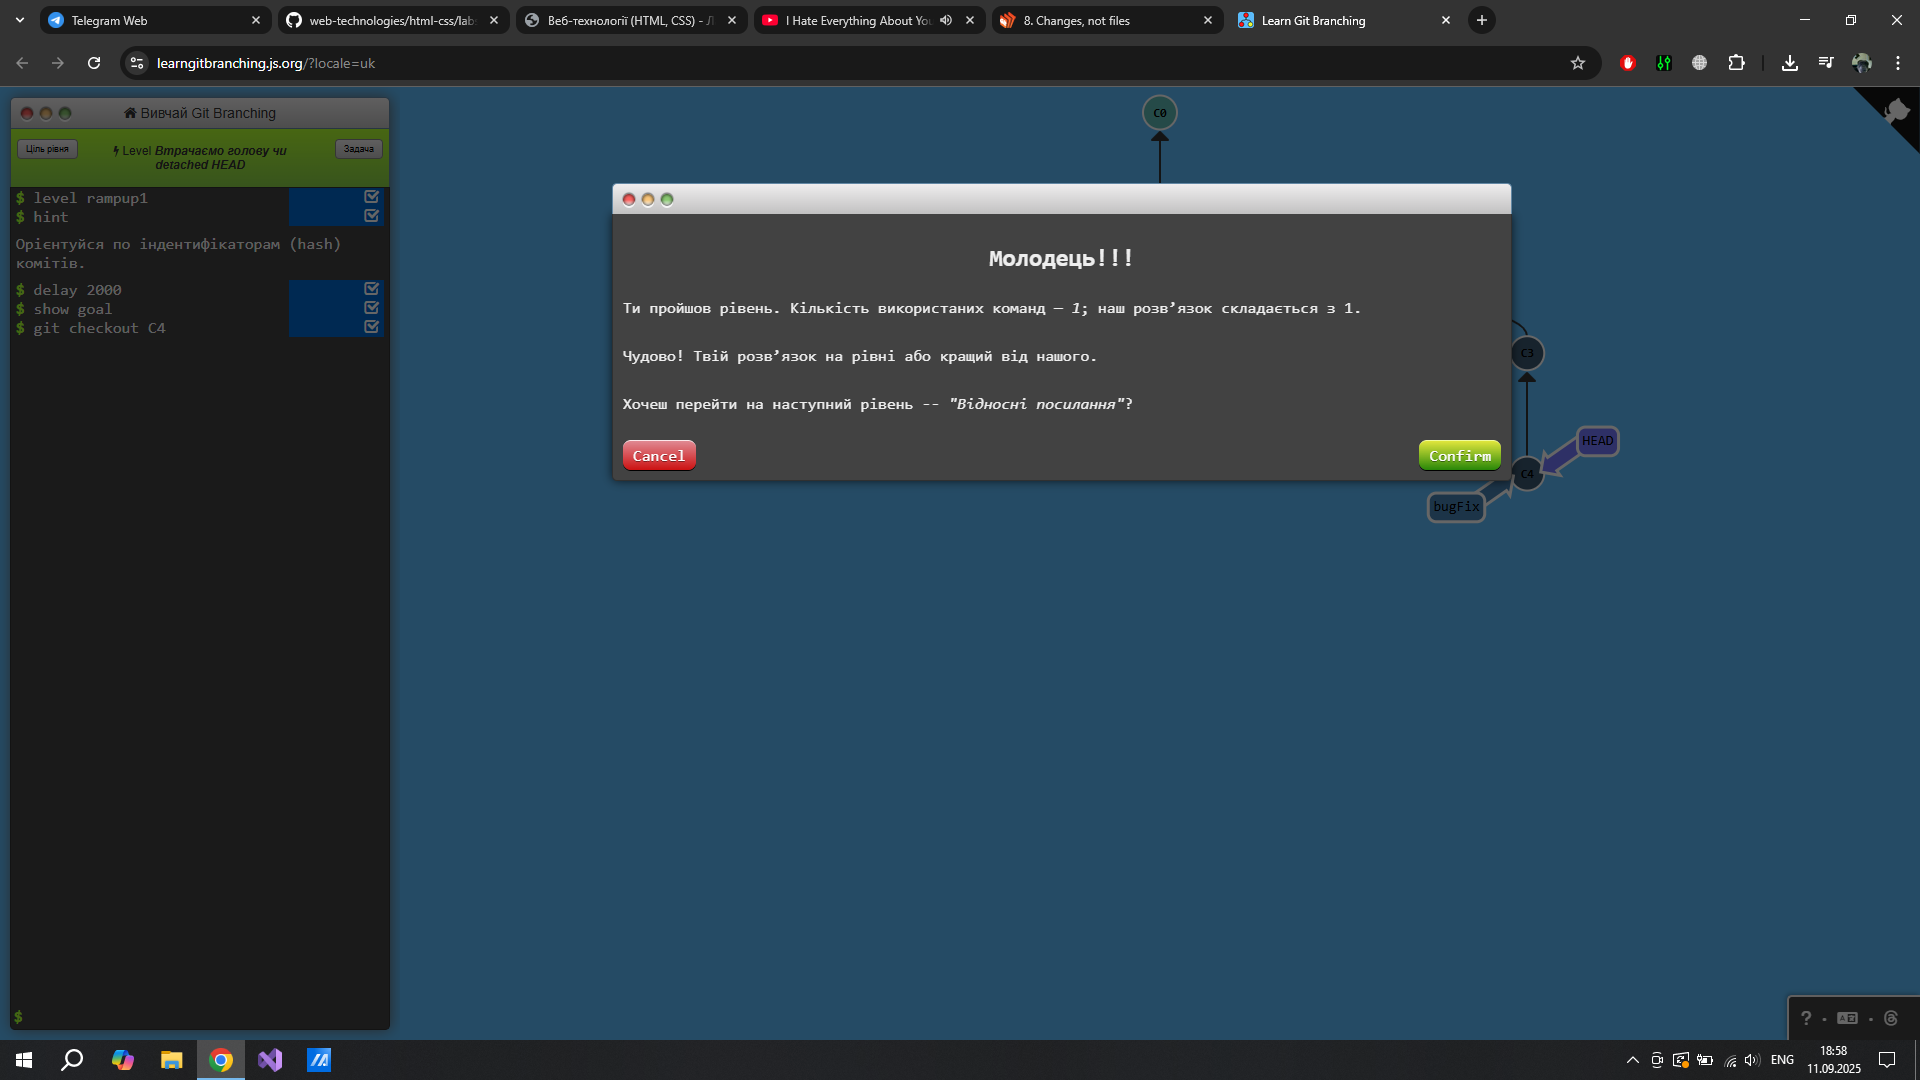 Telegram Web
web-technologies/html-css/lab
Веб-технології (HTML, CSS) - Л
I Hate Everything About You
8. Changes, not files
Learn Git Branching
learngitbranching.js.org/?locale=uk
Вивчай Git Branching
Ціль рівня
Level Втрачаємо голову чи
detached HEAD
Задача
$ level rampup1
$ hint
Орієнтуйся по індентифікаторам (hash)
комітів.
$ delay 2000
$ show goal
$ git checkout C4
$
C0
Молодець!!!
Ти пройшов рівень. Кількість використаних команд — 1; наш розв’язок складається з 1.
Чудово! Твій розв’язок на рівні або кращий від нашого.
Хочеш перейти на наступний рівень -- "Відносні посилання"?
Cancel
Confirm
C3
HEAD
C4
bugFix
?
ENG
18:58
11.09.2025